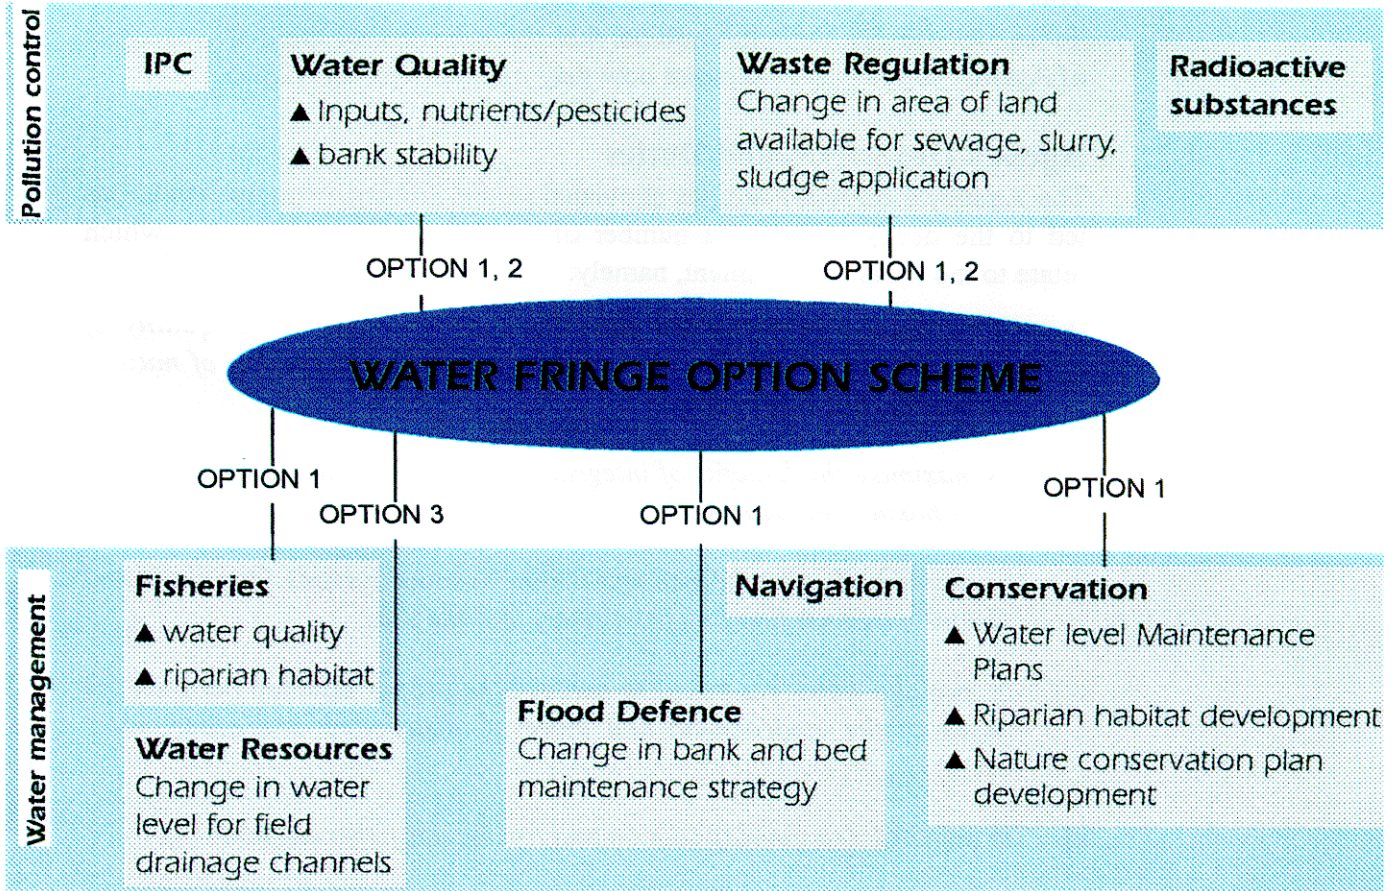 Pollution control
IPC
Water Quality
▲ Inputs, nutrients/pesticides
▲ bank stability
Waste Regulation
Change in area of land
available for sewage, slurry,
sludge application
Radioactive
substances
OPTION 1, 2
OPTION 1, 2
WATER FRINGE OPTION SCHEME
OPTION 1
OPTION 3
OPTION 1
OPTION 1
Water management
Fisheries
▲ water quality
▲ riparian habitat
Water Resources
Change in water
level for field
drainage channels
Flood Defence
Change in bank and bed
maintenance strategy
Navigation
Conservation
▲ Water level Maintenance
Plans
▲ Riparian habitat development
▲ Nature conservation plan
development